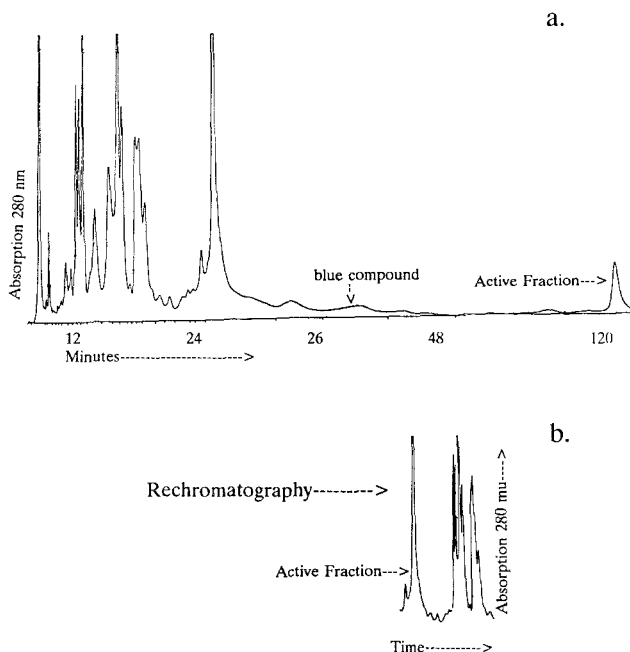 a.
Absorption 280 nm
blue compound
Active Fraction--->
12 24 26 48 120
Minutes------------------->
b.
Rechromatography---------->
Active Fraction--->
Absorption 280 mu---->
Time----------->